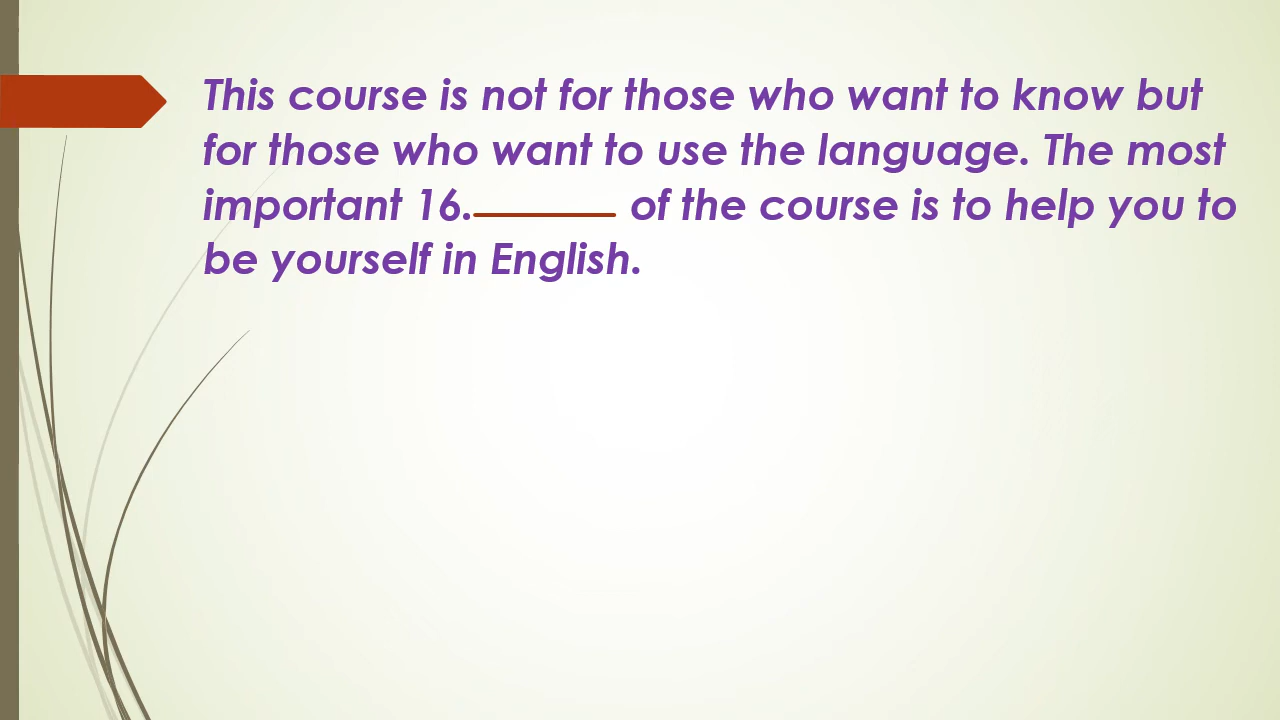 This course is not for those who want to know but
for those who want to use the language. The most
important 16.______ of the course is to help you to
be yourself in English.